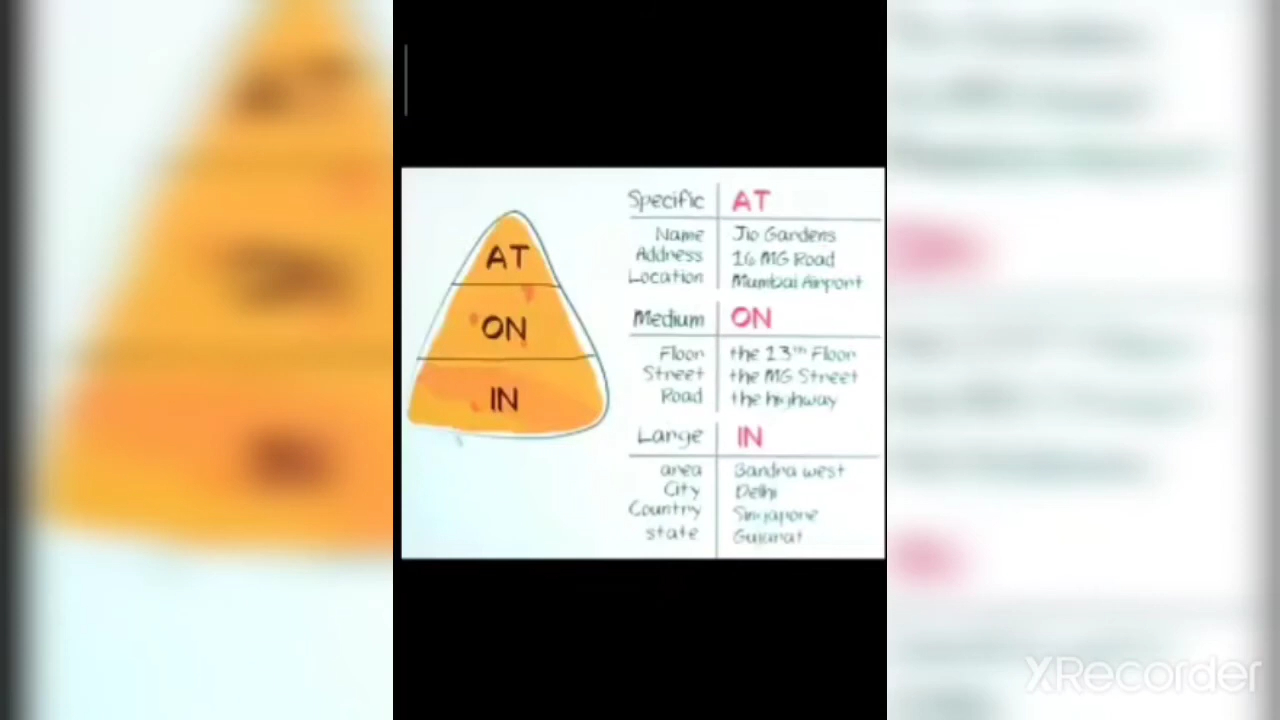 AT
ON
IN
Specific AT
Name Jio Gardens
Address 16 MG Road
Location Mumbai Airport
Medium ON
Floor the 13th Floor
Street the MG Street
Road the highway
Large IN
area Bandra west
City Delhi
Country Singapore
state Gujarat
XRecorder